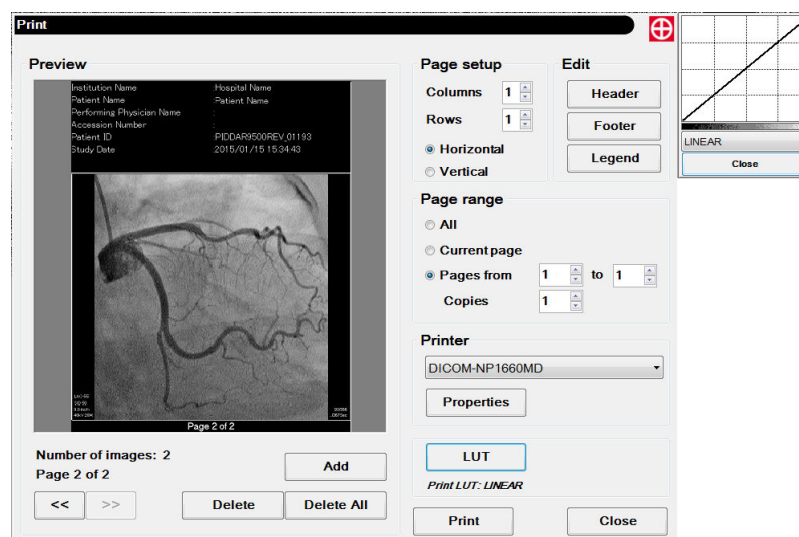 Print
Preview
Institution Name :Hospital Name
Patient Name :Patient Name
Performing Physician Name :
Accession Number :
Patient ID :PIDDAR9500REV_01193
Study Date :2015/01/15 15:34:43
Page 2 of 2
Number of images: 2
Page 2 of 2
Add
<<
>>
Delete
Delete All
Page setup
Columns 1
Rows 1
Horizontal
Vertical
Edit
Header
Footer
Legend
Page range
All
Current page
Pages from 1 to 1
Copies 1
Printer
DICOM-NP1660MD
Properties
LUT
Print LUT: LINEAR
Print
Close
LINEAR
Close